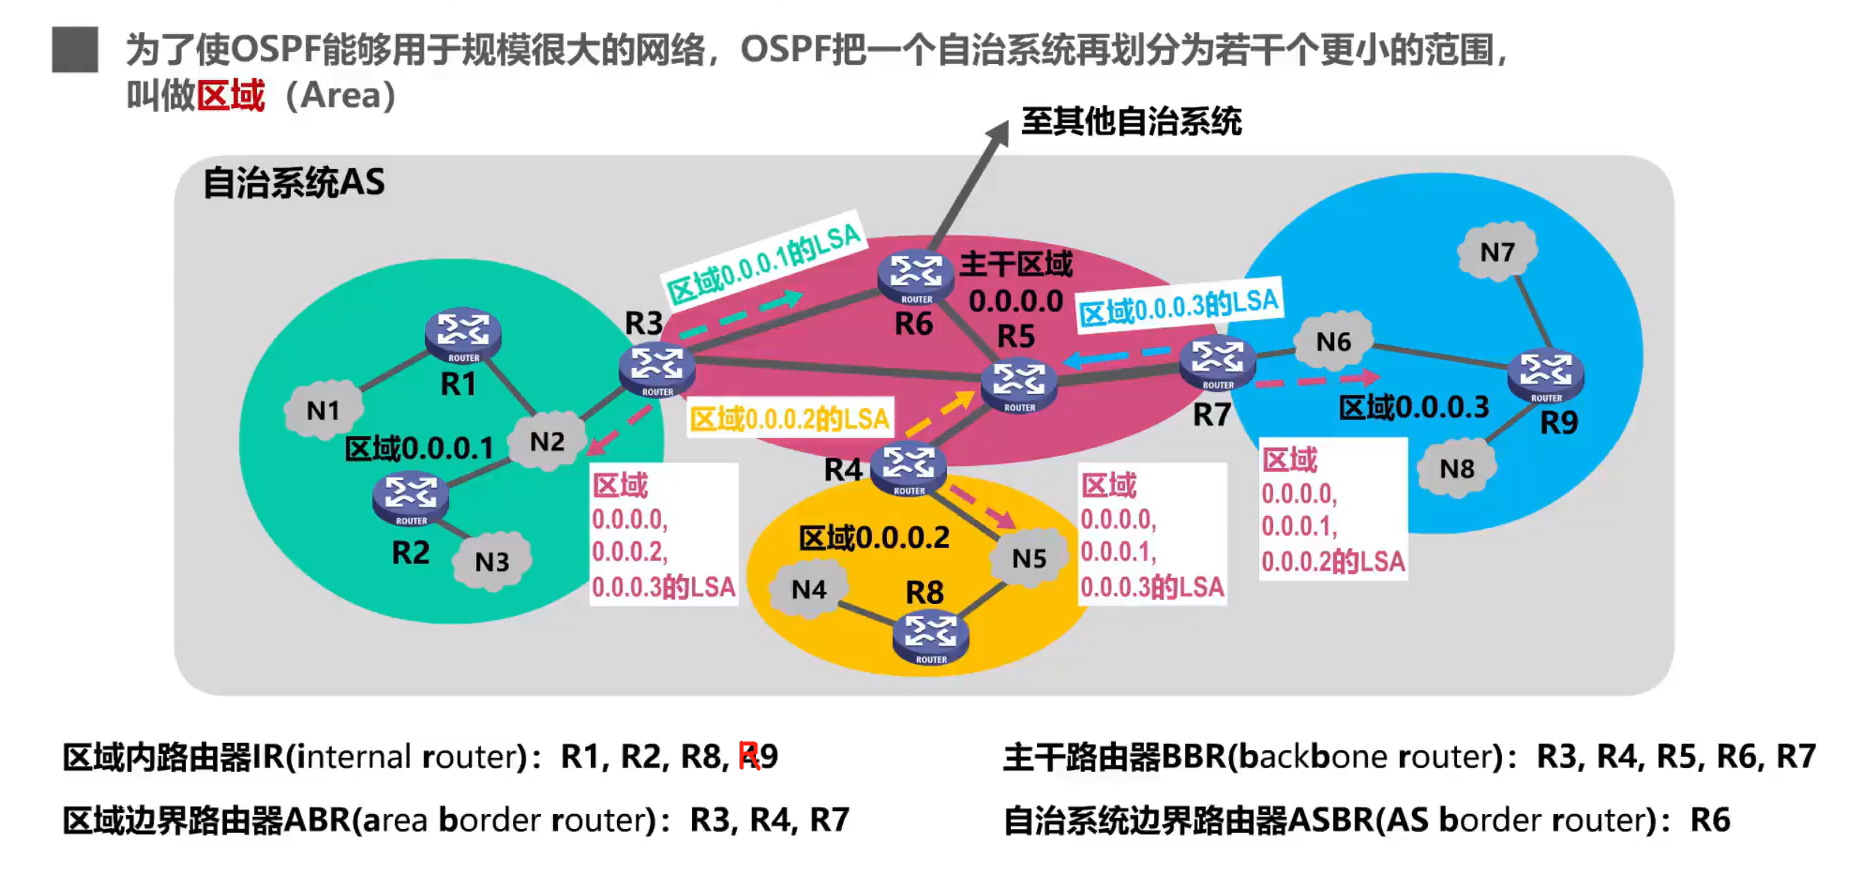 为了使OSPF能够用于规模很大的网络，OSPF把一个自治系统再划分为若干个更小的范围，
叫做区域（Area）
至其他自治系统
自治系统AS
区域0.0.0.1的LSA
主干区域
0.0.0.0
区域0.0.0.3的LSA
N7
R3
ROUTER
R6
R5
ROUTER
R1
ROUTER
N6
ROUTER
R7
ROUTER
R9
ROUTER
N1
N2
区域0.0.0.1
区域0.0.0.2的LSA
ROUTER
区域0.0.0.3
N8
R4
ROUTER
R2
ROUTER
N3
区域
0.0.0.0,
0.0.0.2,
0.0.0.3的LSA
区域0.0.0.2
N5
N4
R8
ROUTER
区域
0.0.0.0,
0.0.0.1,
0.0.0.3的LSA
区域
0.0.0.0,
0.0.0.1,
0.0.0.2的LSA
区域内路由器IR(internal router)：R1, R2, R8, R9
主干路由器BBR(backbone router)：R3, R4, R5, R6, R7
区域边界路由器ABR(area border router)：R3, R4, R7
自治系统边界路由器ASBR(AS border router)：R6